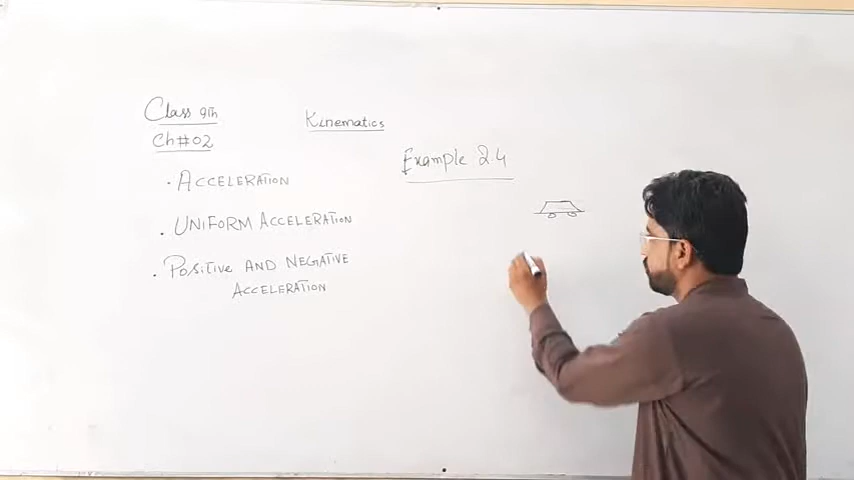 Class 9th
Ch#02
Kinematics
Example 2.4
· ACCELERATION
· UNIFORM ACCELERATION
· POSITIVE AND NEGATIVE
ACCELERATION